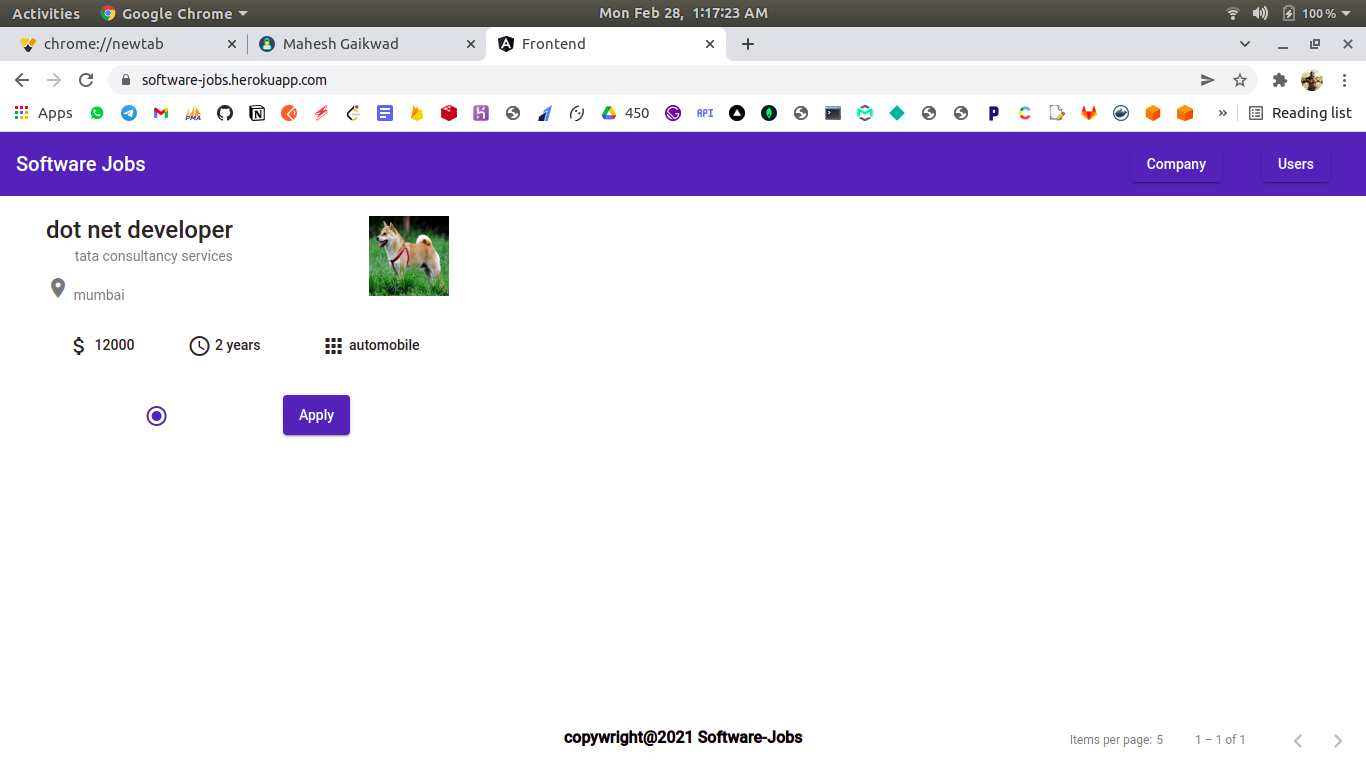 Activities Google Chrome Mon Feb 28, 1:17:23 AM 100%
chrome://newtab Mahesh Gaikwad Frontend
software-jobs.herokuapp.com
Apps PMA 450 API Reading list
Software Jobs Company Users
dot net developer
tata consultancy services
mumbai
12000 2 years automobile
Apply
copywright@2021 Software-Jobs Items per page: 5 1 – 1 of 1